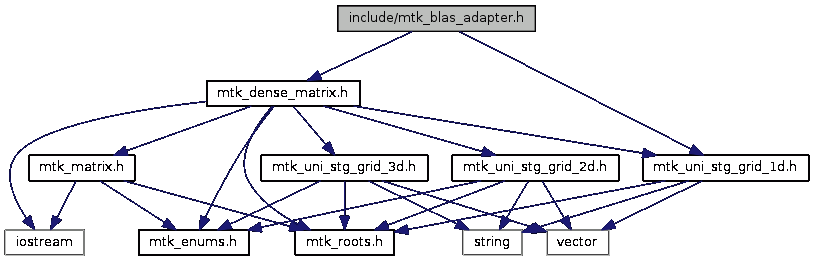 include/mtk_blas_adapter.h
mtk_dense_matrix.h
mtk_matrix.h
mtk_uni_stg_grid_3d.h
mtk_uni_stg_grid_2d.h
mtk_uni_stg_grid_1d.h
iostream
mtk_enums.h
mtk_roots.h
string
vector